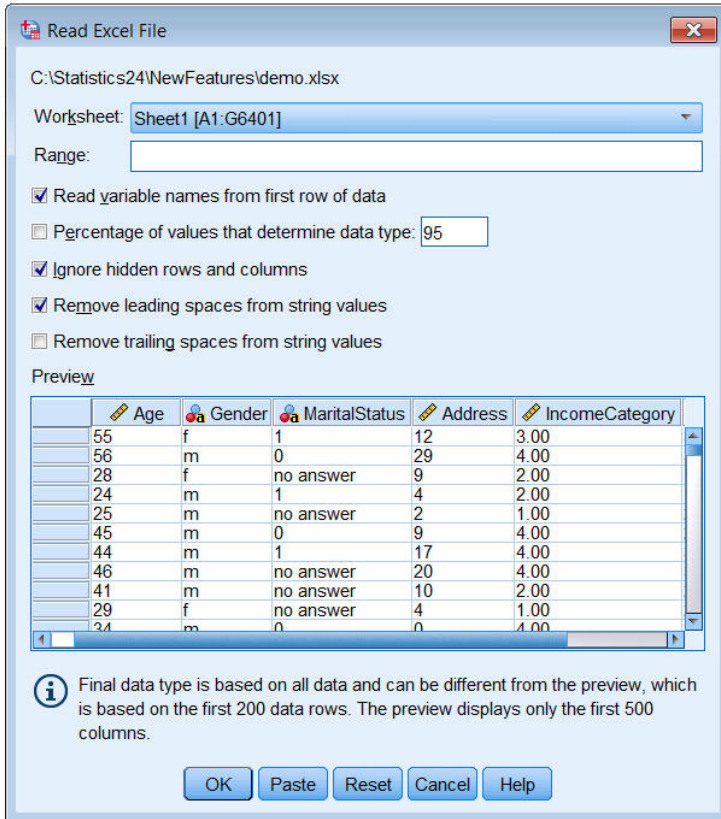 Read Excel File
C:\Statistics24\NewFeatures\demo.xlsx
Worksheet: Sheet1 [A1:G6401]
Range:
Read variable names from first row of data
Percentage of values that determine data type: 95
Ignore hidden rows and columns
Remove leading spaces from string values
Remove trailing spaces from string values
Preview
Age Gender MaritalStatus Address IncomeCategory
55 f 1 12 3.00
56 m 0 29 4.00
28 f no answer 9 2.00
24 m 1 4 2.00
25 m no answer 2 1.00
45 m 0 9 4.00
44 m 1 17 4.00
46 m no answer 20 4.00
41 m no answer 10 2.00
29 f no answer 4 1.00
34 m 0 0 4.00
Final data type is based on all data and can be different from the preview, which
is based on the first 200 data rows. The preview displays only the first 500
columns.
OK Paste Reset Cancel Help